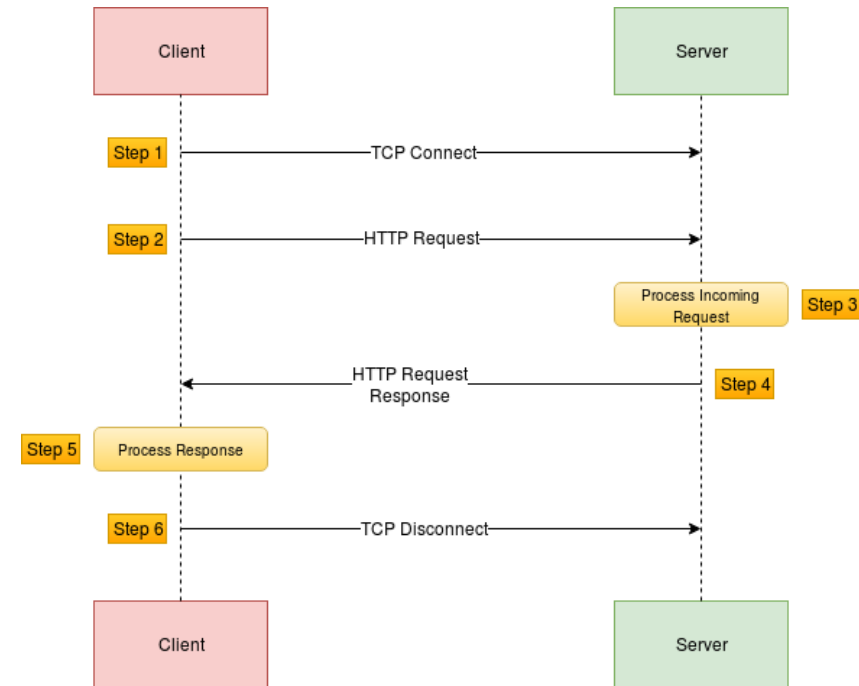 Client
Server
Step 1
TCP Connect
Step 2
HTTP Request
Process Incoming
Request
Step 3
HTTP Request
Response
Step 4
Step 5
Process Response
Step 6
TCP Disconnect
Client
Server